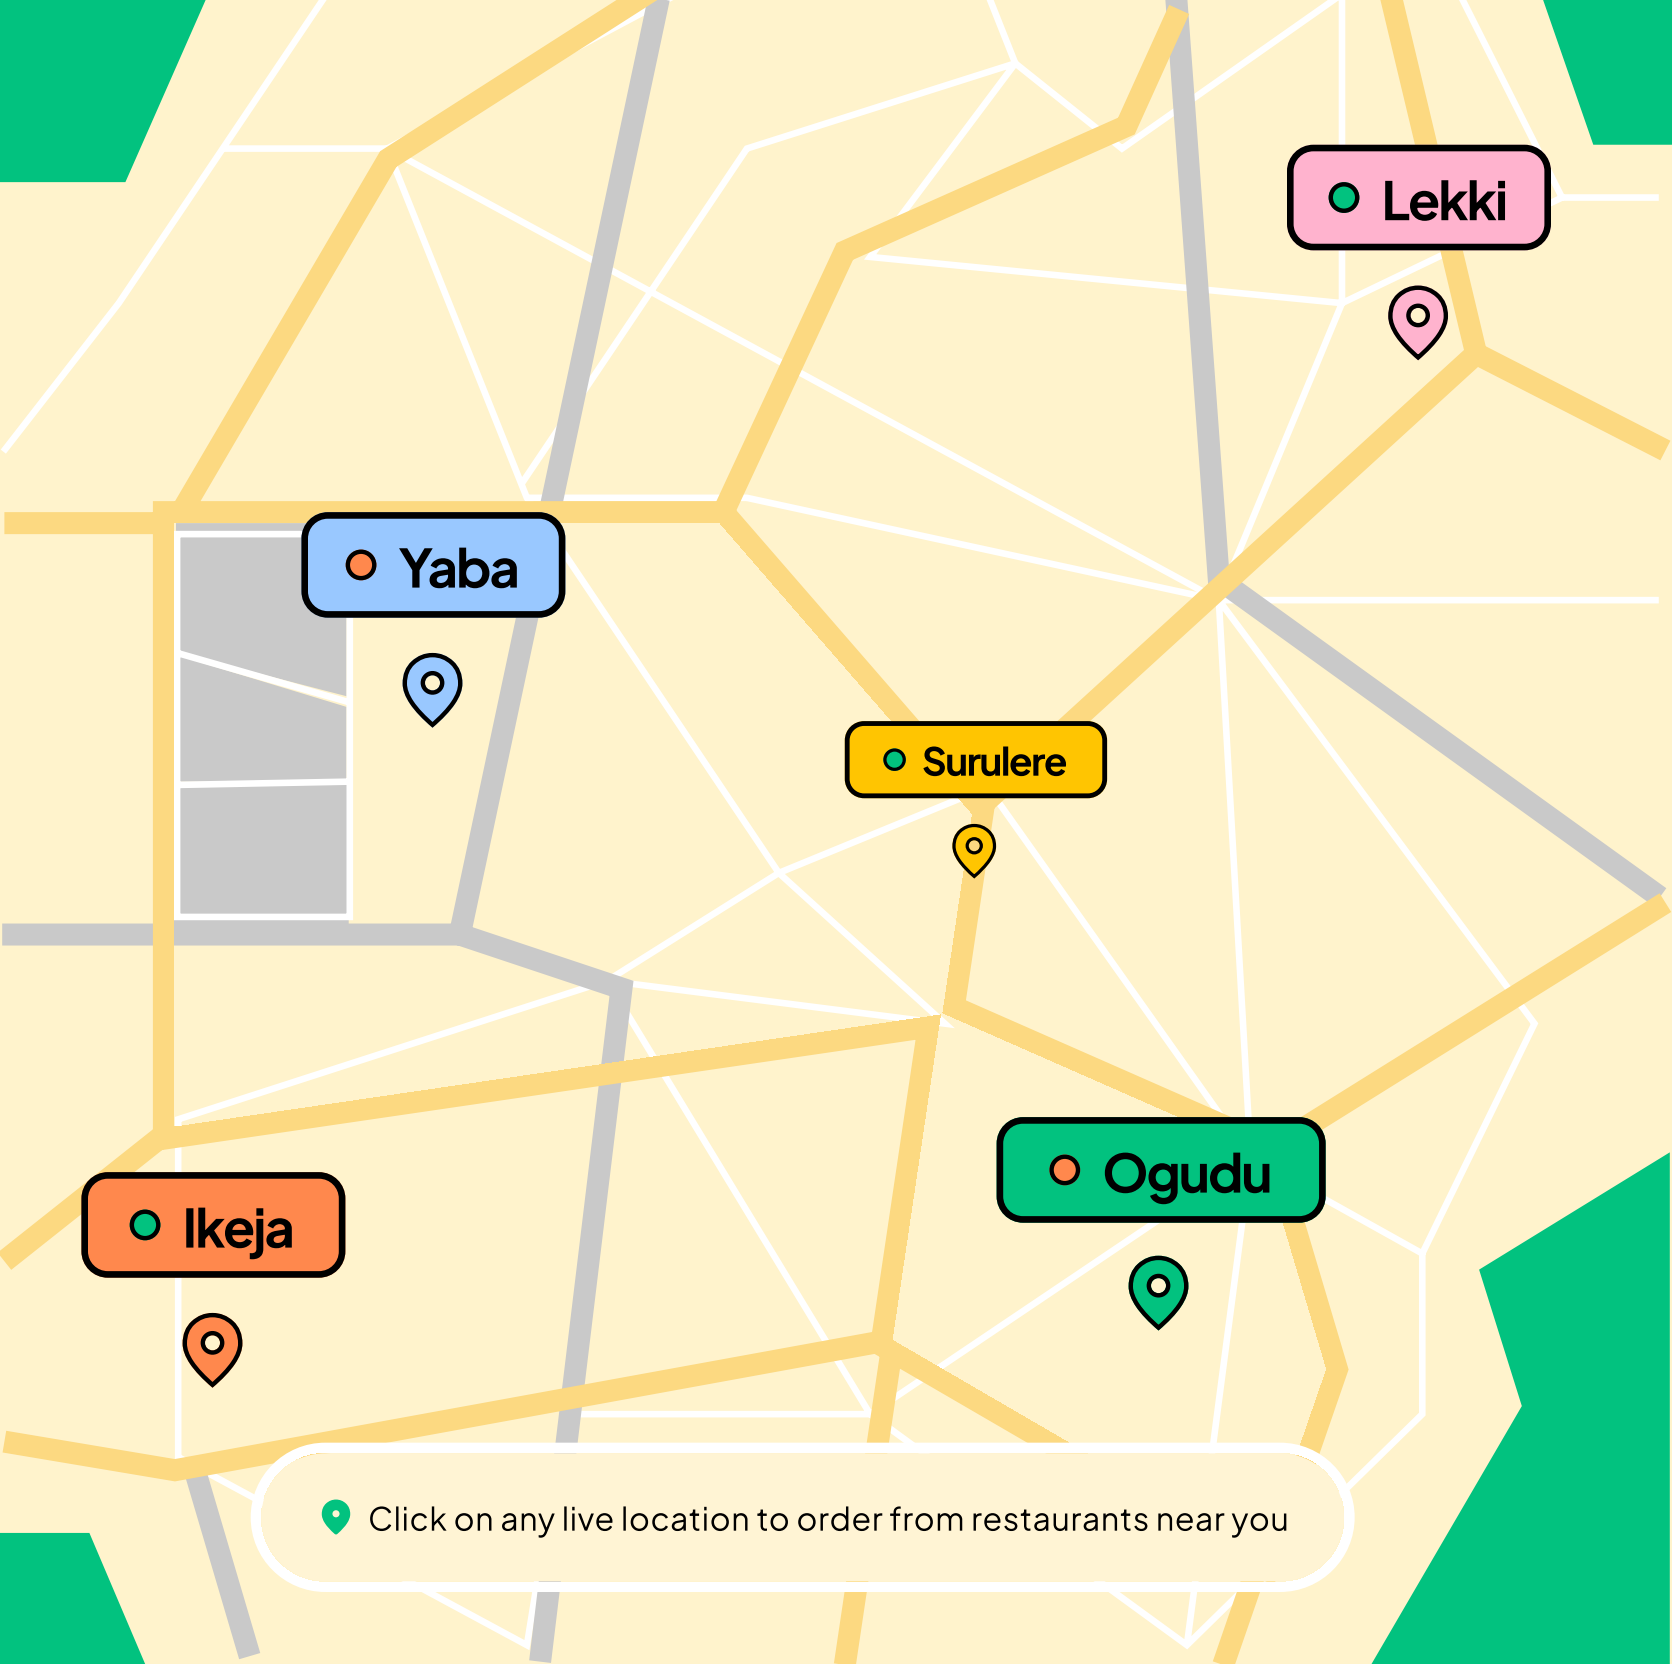 Lekki
Yaba
Surulere
Ogudu
Ikeja
Click on any live location to order from restaurants near you